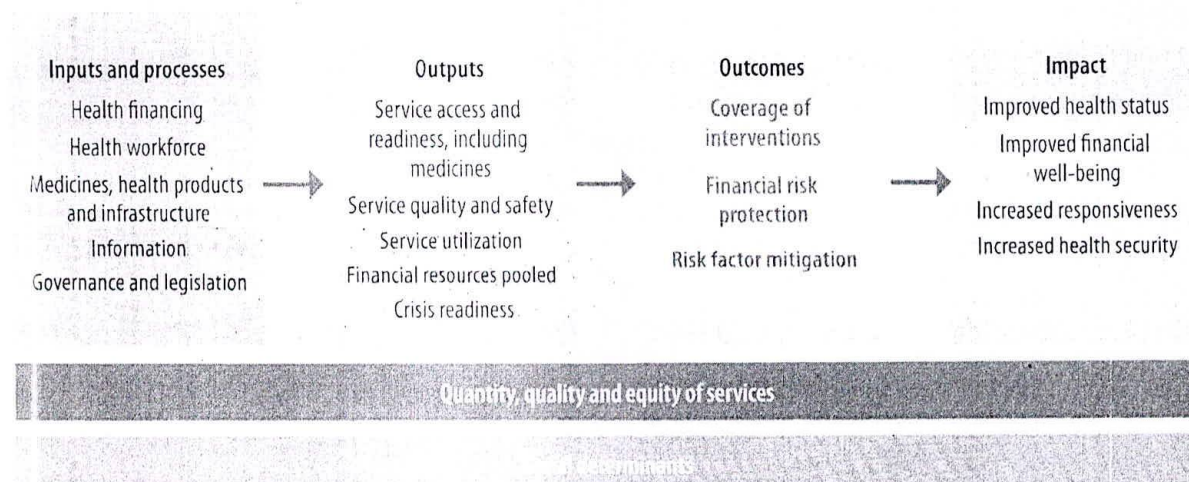 Inputs and processes
Health financing
Health workforce
Medicines, health products
and infrastructure
Information
Governance and legislation
Outputs
Service access and
readiness, including
medicines
Service quality and safety
Service utilization
Financial resources pooled
Crisis readiness
Outcomes
Coverage of
interventions
Financial risk
protection
Risk factor mitigation
Impact
Improved health status
Improved financial
well-being
Increased responsiveness
Increased health security
Quantity, quality and equity of services
determinants